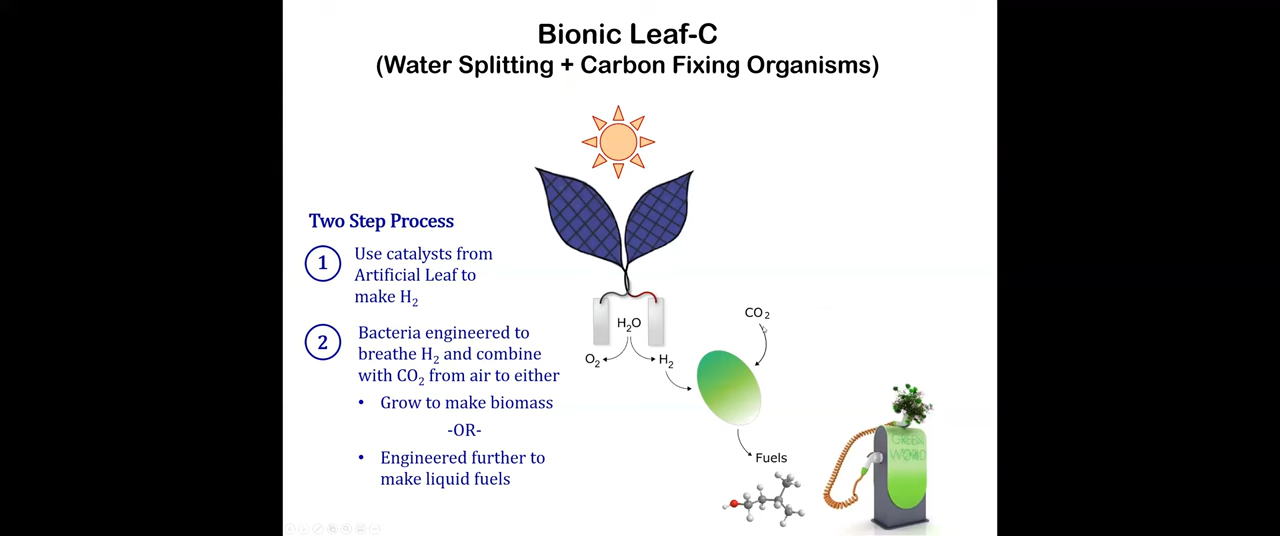 Bionic Leaf-C
(Water Splitting + Carbon Fixing Organisms)
Two Step Process
1
Use catalysts from
Artificial Leaf to
make H₂
2
Bacteria engineered to
breathe H₂ and combine
with CO₂ from air to either
• Grow to make biomass
-OR-
• Engineered further to
make liquid fuels
H₂O
O₂
H₂
CO₂
Fuels
GREEN
WORLD